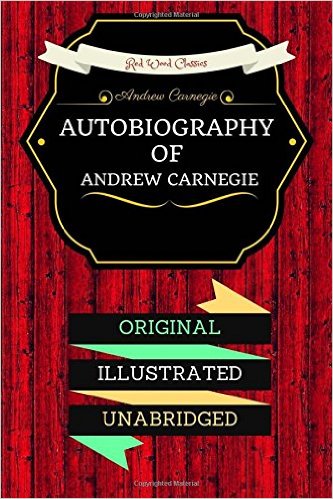 Red Wood Classics
Andrew Carnegie
AUTOBIOGRAPHY
OF
ANDREW CARNEGIE
ORIGINAL
ILLUSTRATED
UNABRIDGED